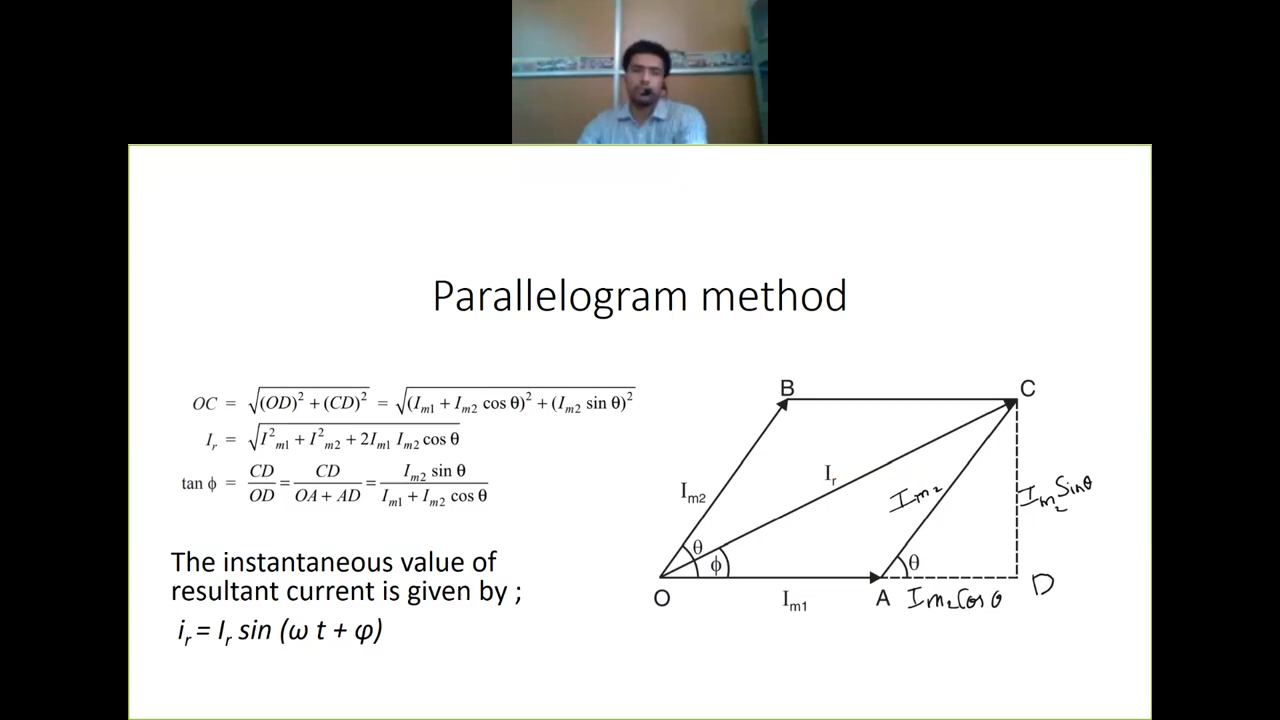 Parallelogram method
OC = √(OD)² + (CD)² = √(I_m1 + I_m2 cos θ)² + (I_m2 sin θ)²
I_r = √I²_m1 + I²_m2 + 2I_m1 I_m2 cos θ
tan ϕ = CD/OD = CD/(OA + AD) = I_m2 sin θ/(I_m1 + I_m2 cos θ)
The instantaneous value of
resultant current is given by ;
i_r = I_r sin (ω t + φ)
B
C
I_m2
I_r
I_m2
I_m2 Sinθ
θ
ϕ
θ
O
I_m1
A
I_m2 Cos θ
D